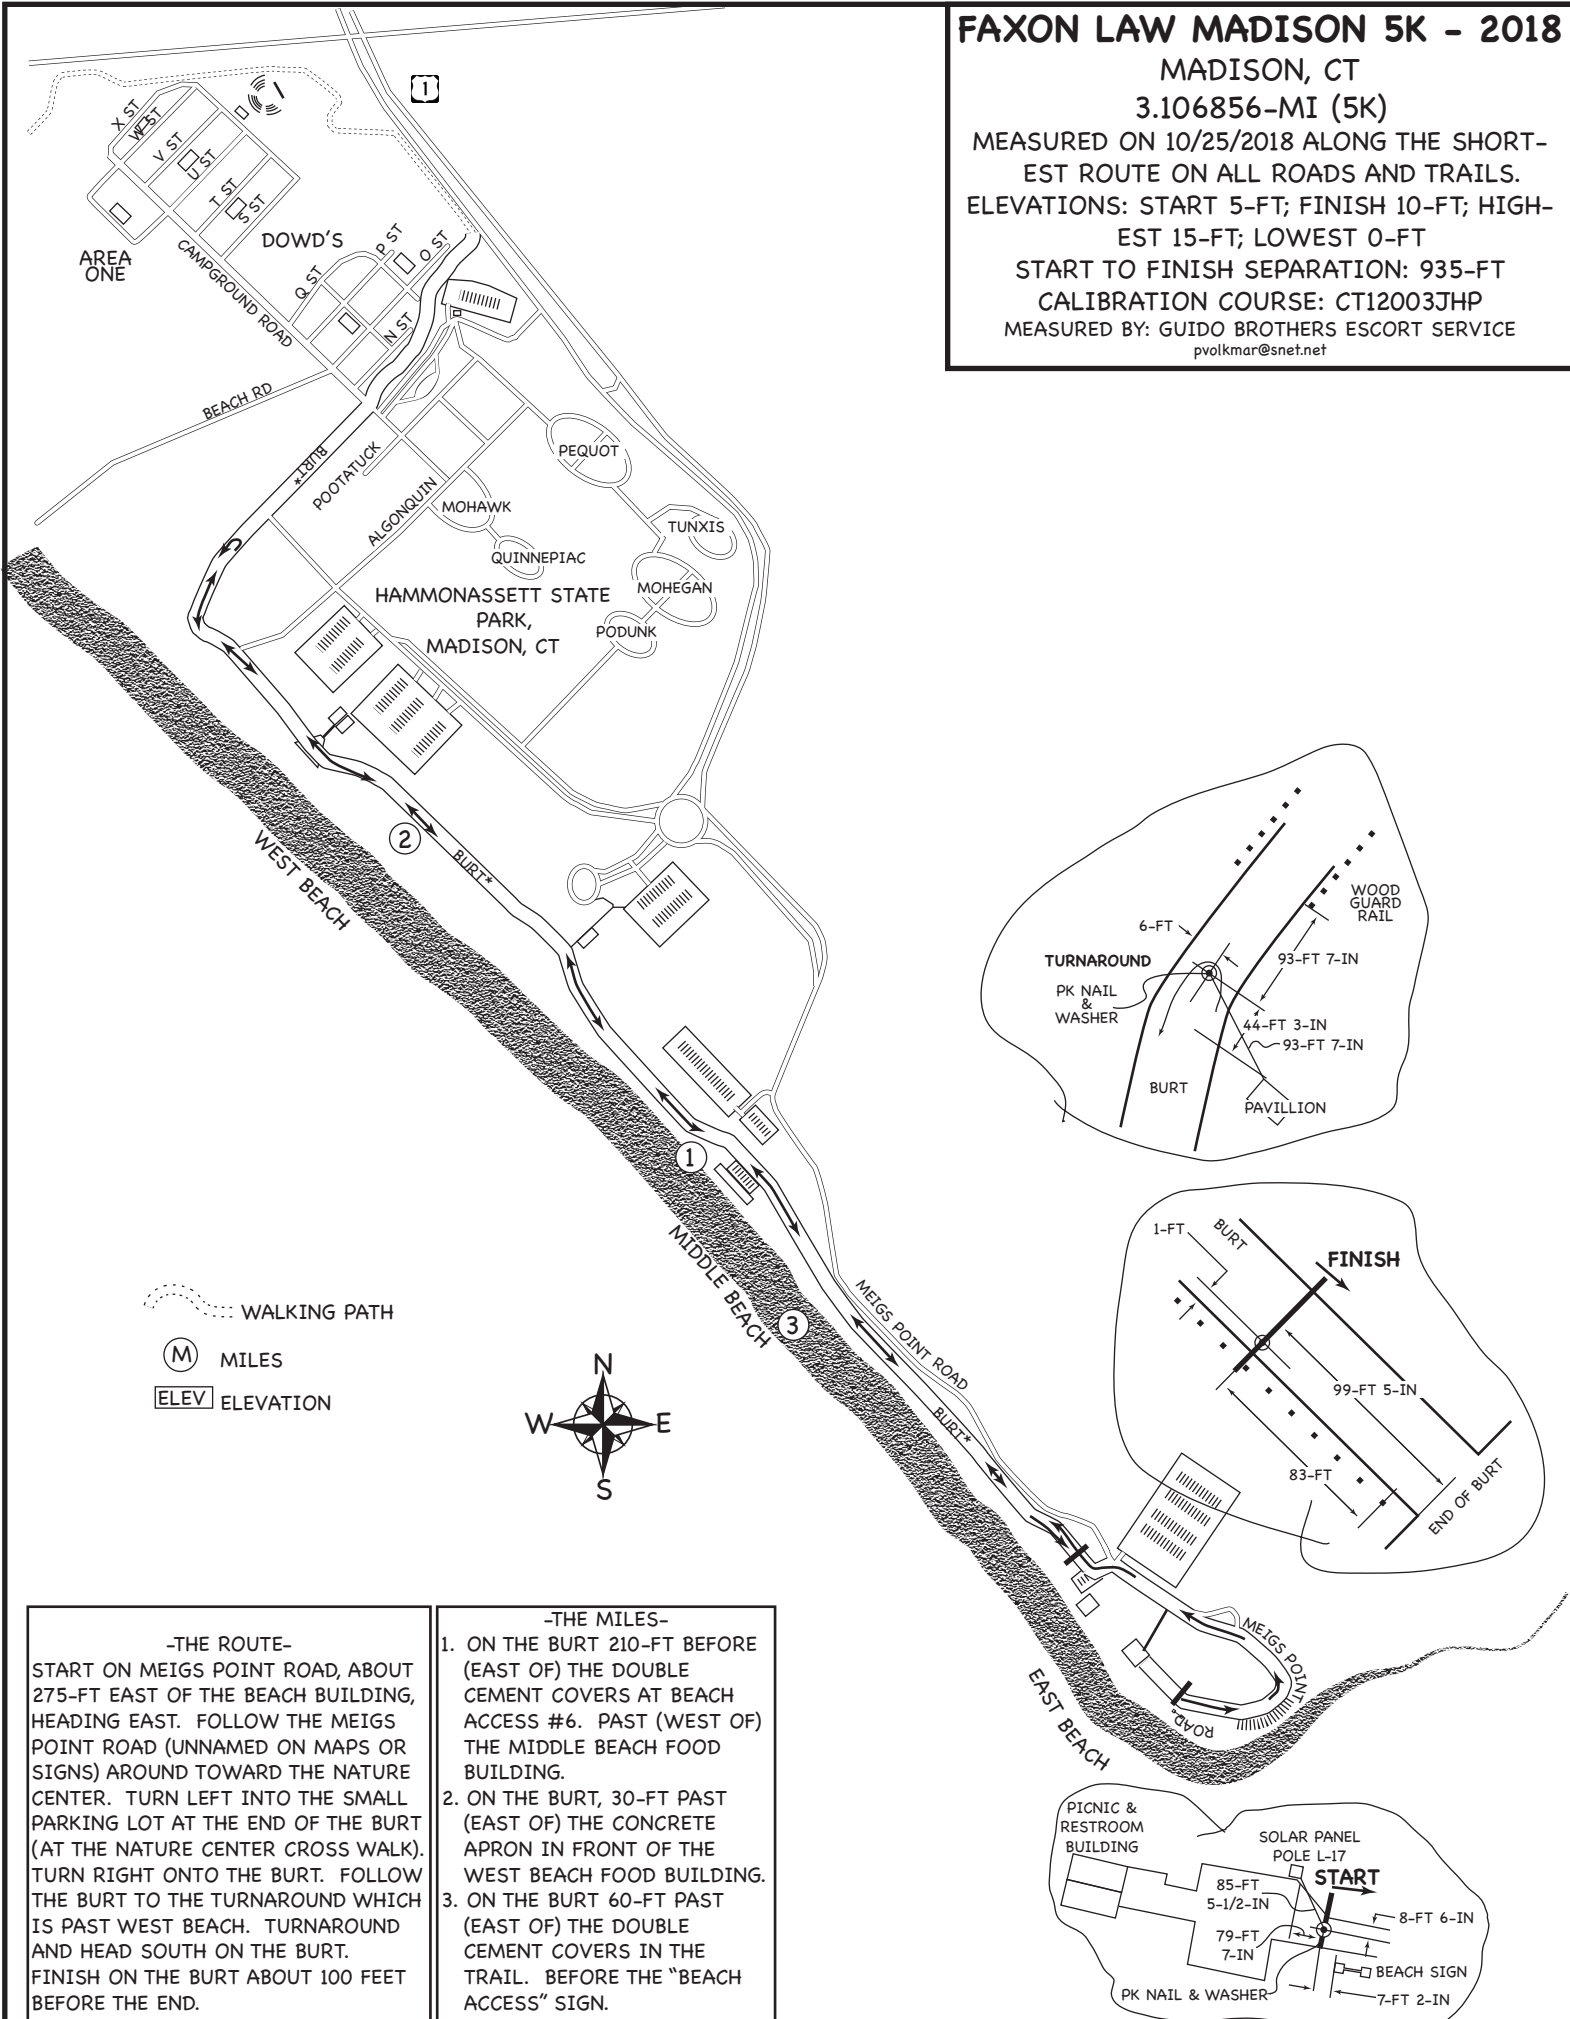 FAXON LAW MADISON 5K - 2018
MADISON, CT
3.106856-MI (5K)
MEASURED ON 10/25/2018 ALONG THE SHORT-
EST ROUTE ON ALL ROADS AND TRAILS.
ELEVATIONS: START 5-FT; FINISH 10-FT; HIGH-
EST 15-FT; LOWEST 0-FT
START TO FINISH SEPARATION: 935-FT
CALIBRATION COURSE: CT12003JHP
MEASURED BY: GUIDO BROTHERS ESCORT SERVICE
pvolkmar@snet.net
1
X ST
W ST
V ST
U ST
T ST
S ST
AREA
ONE
DOWD'S
CAMPGROUND ROAD
Q ST
P ST
O ST
N ST
BEACH RD
BURT*
POOTATUCK
ALGONQUIN
PEQUOT
MOHAWK
TUNXIS
QUINNEPIAC
MOHEGAN
HAMMONASSETT STATE
PARK,
MADISON, CT
PODUNK
2
BURT*
WEST BEACH
1
MIDDLE BEACH
3
MEIGS POINT ROAD
BURT*
EAST BEACH
MEIGS POINT
ROAD*
WOOD
GUARD
RAIL
6-FT
TURNAROUND
93-FT 7-IN
PK NAIL
&
WASHER
44-FT 3-IN
93-FT 7-IN
BURT
PAVILLION
1-FT
BURT
FINISH
99-FT 5-IN
83-FT
END OF BURT
WALKING PATH
M MILES
ELEV ELEVATION
N
W E
S
-THE ROUTE-
START ON MEIGS POINT ROAD, ABOUT
275-FT EAST OF THE BEACH BUILDING,
HEADING EAST. FOLLOW THE MEIGS
POINT ROAD (UNNAMED ON MAPS OR
SIGNS) AROUND TOWARD THE NATURE
CENTER. TURN LEFT INTO THE SMALL
PARKING LOT AT THE END OF THE BURT
(AT THE NATURE CENTER CROSS WALK).
TURN RIGHT ONTO THE BURT. FOLLOW
THE BURT TO THE TURNAROUND WHICH
IS PAST WEST BEACH. TURNAROUND
AND HEAD SOUTH ON THE BURT.
FINISH ON THE BURT ABOUT 100 FEET
BEFORE THE END.
-THE MILES-
1. ON THE BURT 210-FT BEFORE
(EAST OF) THE DOUBLE
CEMENT COVERS AT BEACH
ACCESS #6. PAST (WEST OF)
THE MIDDLE BEACH FOOD
BUILDING.
2. ON THE BURT, 30-FT PAST
(EAST OF) THE CONCRETE
APRON IN FRONT OF THE
WEST BEACH FOOD BUILDING.
3. ON THE BURT 60-FT PAST
(EAST OF) THE DOUBLE
CEMENT COVERS IN THE
TRAIL. BEFORE THE "BEACH
ACCESS" SIGN.
PICNIC &
RESTROOM
BUILDING
SOLAR PANEL
POLE L-17
START
85-FT
5-1/2-IN
8-FT 6-IN
79-FT
7-IN
BEACH SIGN
PK NAIL & WASHER
7-FT 2-IN